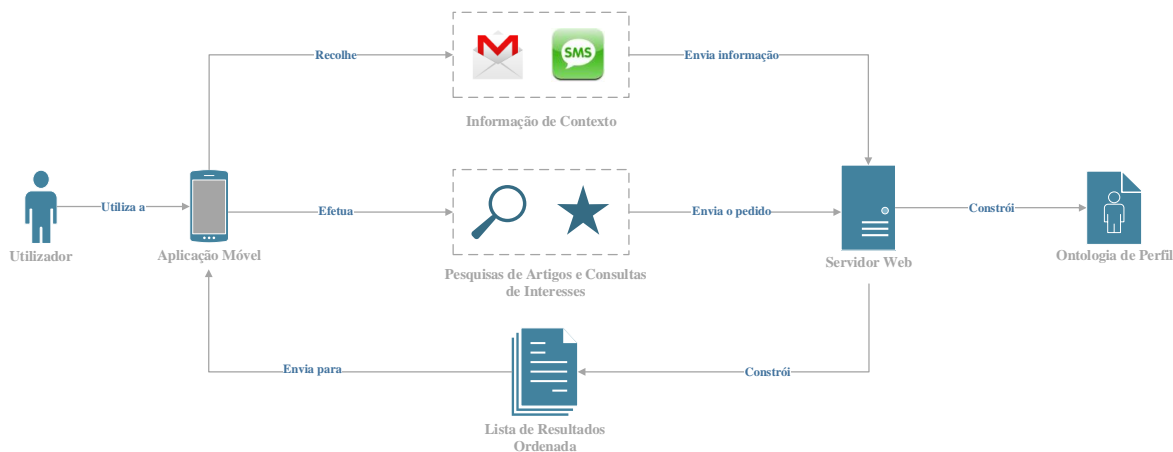 Recolhe
SMS
Envia informação
Informação de Contexto
Utiliza a
Efetua
Envia o pedido
Constrói
Utilizador
Aplicação Móvel
Servidor Web
Ontologia de Perfil
Pesquisas de Artigos e Consultas
de Interesses
Envia para
Constrói
Lista de Resultados
Ordenada